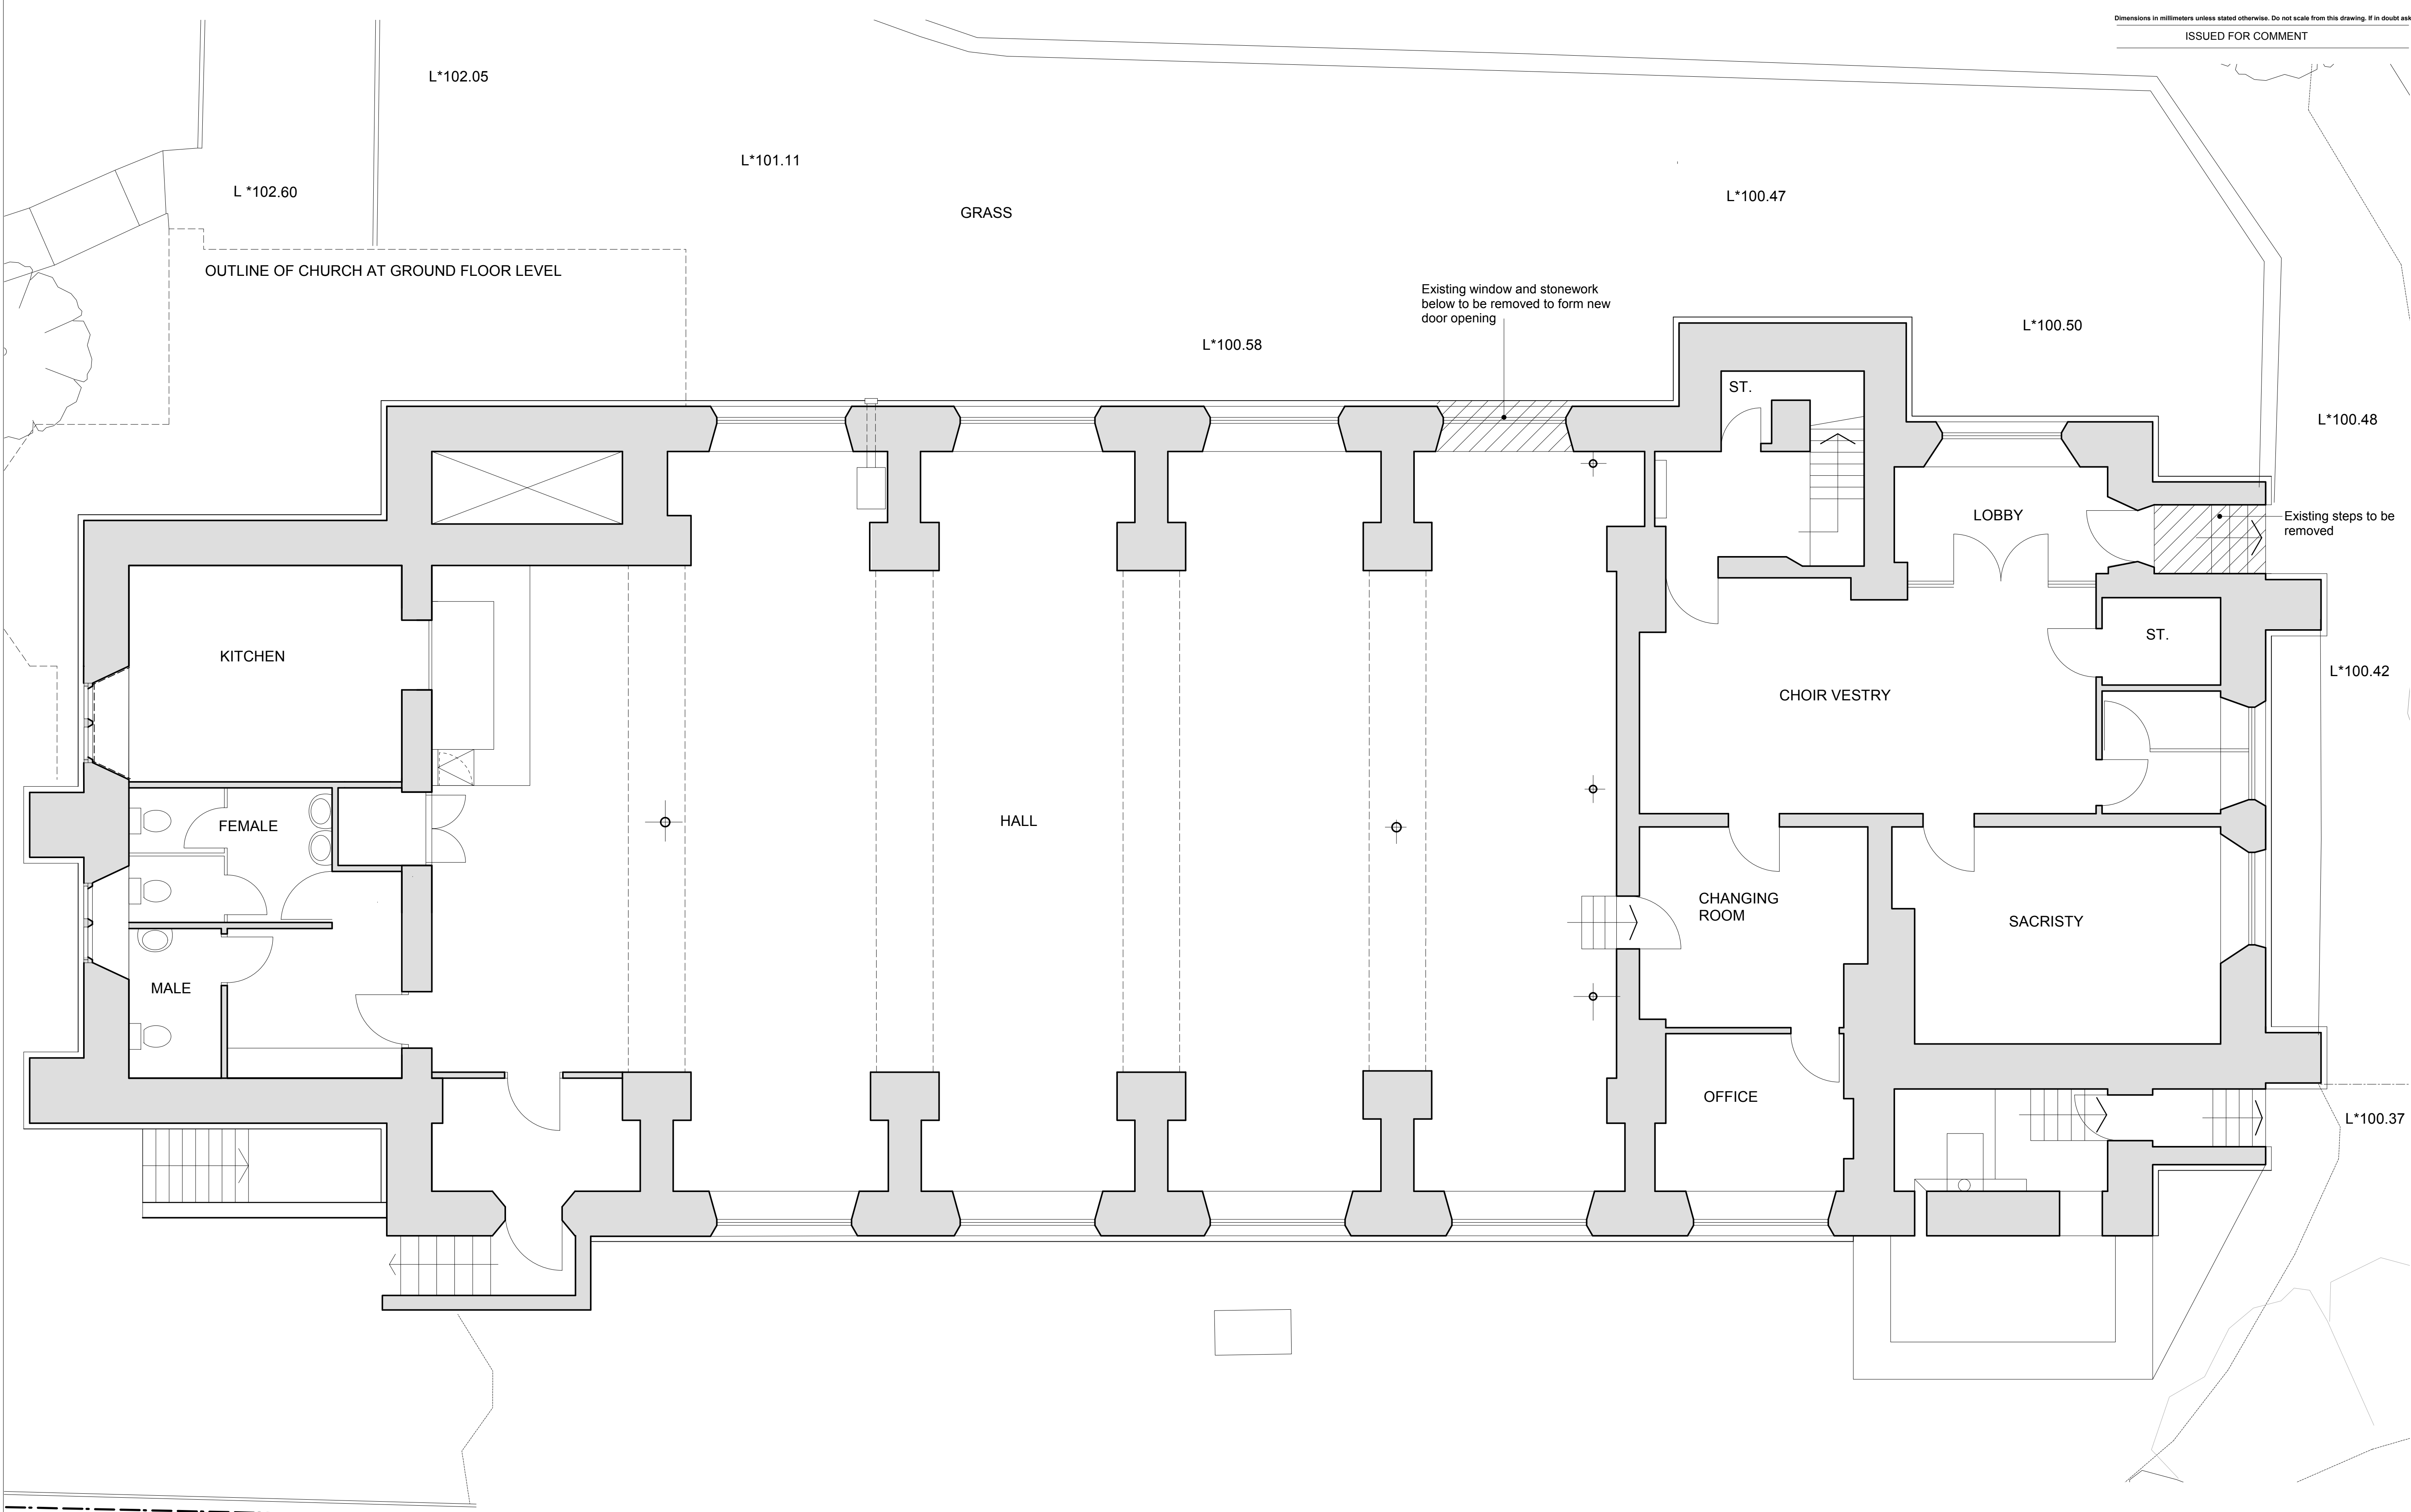 Dimensions in millimeters unless stated otherwise. Do not scale from this drawing. If in doubt ask
ISSUED FOR COMMENT
L*102.05
L*101.11
L *102.60
L*100.47
GRASS
OUTLINE OF CHURCH AT GROUND FLOOR LEVEL
Existing window and stonework
below to be removed to form new
door opening
L*100.50
L*100.58
ST.
L*100.48
LOBBY
Existing steps to be
removed
ST.
KITCHEN
L*100.42
CHOIR VESTRY
HALL
FEMALE
CHANGING
ROOM
SACRISTY
MALE
OFFICE
L*100.37